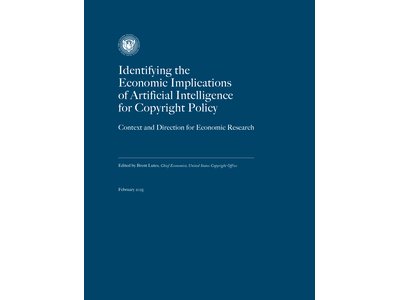 Identifying the
Economic Implications
of Artificial Intelligence
for Copyright Policy
Context and Direction for Economic Research
Edited by Brent Lutes, Chief Economist, United States Copyright Office
February 2025